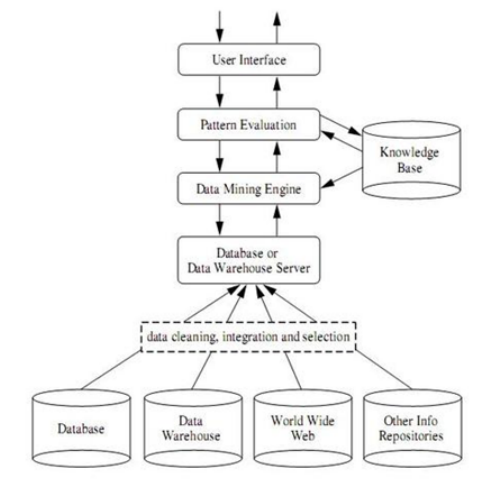 User Interface
Pattern Evaluation
Knowledge
Base
Data Mining Engine
Database or
Data Warehouse Server
data cleaning, integration and selection
Database
Data
Warehouse
World Wide
Web
Other Info
Repositories